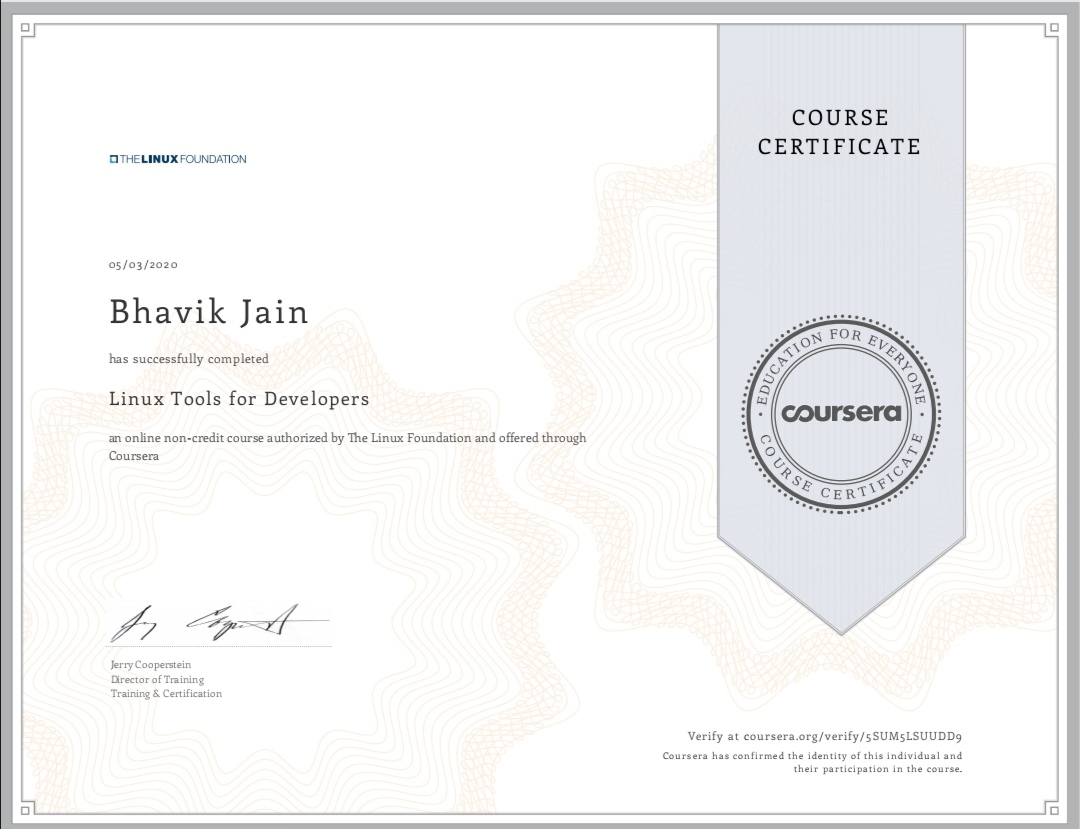 THE LINUX FOUNDATION
COURSE
CERTIFICATE
05/03/2020
Bhavik Jain
has successfully completed
Linux Tools for Developers
an online non-credit course authorized by The Linux Foundation and offered through
Coursera
EDUCATION FOR EVERYONE
coursera
COURSE CERTIFICATE
Jerry Cooperstein
Director of Training
Training & Certification
Verify at coursera.org/verify/5SUM5LSUUDD9
Coursera has confirmed the identity of this individual and
their participation in the course.